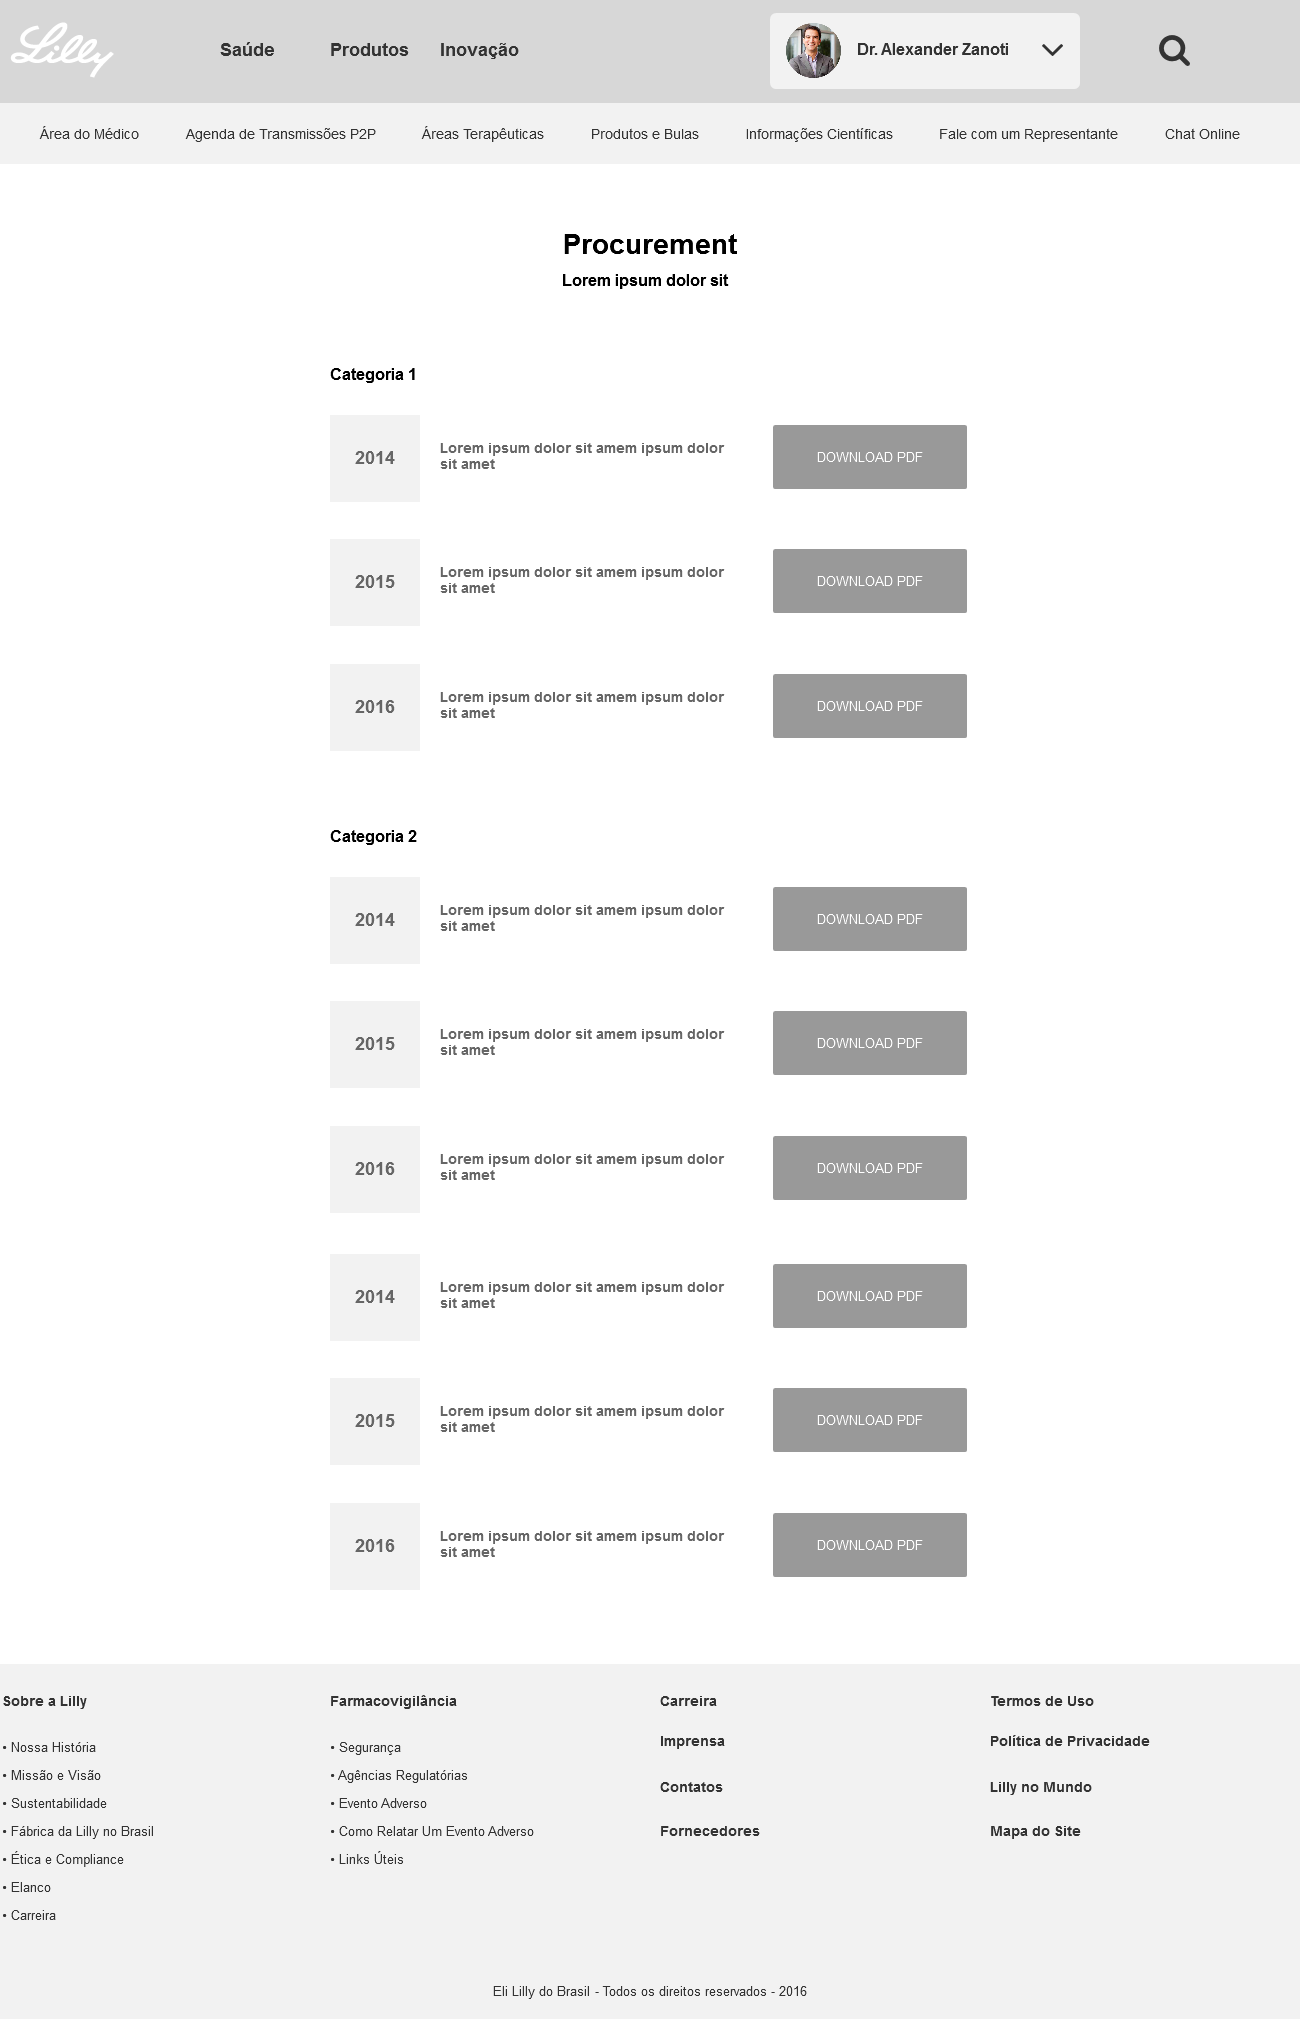 Lilly
Saúde
Produtos
Inovação
Dr. Alexander Zanoti
Área do Médico
Agenda de Transmissões P2P
Áreas Terapêuticas
Produtos e Bulas
Informações Científicas
Fale com um Representante
Chat Online
Procurement
Lorem ipsum dolor sit
Categoria 1
2014
Lorem ipsum dolor sit amem ipsum dolor
sit amet
DOWNLOAD PDF
2015
Lorem ipsum dolor sit amem ipsum dolor
sit amet
DOWNLOAD PDF
2016
Lorem ipsum dolor sit amem ipsum dolor
sit amet
DOWNLOAD PDF
Categoria 2
2014
Lorem ipsum dolor sit amem ipsum dolor
sit amet
DOWNLOAD PDF
2015
Lorem ipsum dolor sit amem ipsum dolor
sit amet
DOWNLOAD PDF
2016
Lorem ipsum dolor sit amem ipsum dolor
sit amet
DOWNLOAD PDF
2014
Lorem ipsum dolor sit amem ipsum dolor
sit amet
DOWNLOAD PDF
2015
Lorem ipsum dolor sit amem ipsum dolor
sit amet
DOWNLOAD PDF
2016
Lorem ipsum dolor sit amem ipsum dolor
sit amet
DOWNLOAD PDF
Sobre a Lilly
• Nossa História
• Missão e Visão
• Sustentabilidade
• Fábrica da Lilly no Brasil
• Ética e Compliance
• Elanco
• Carreira
Farmacovigilância
• Segurança
• Agências Regulatórias
• Evento Adverso
• Como Relatar Um Evento Adverso
• Links Úteis
Carreira
Imprensa
Contatos
Fornecedores
Termos de Uso
Política de Privacidade
Lilly no Mundo
Mapa do Site
Eli Lilly do Brasil - Todos os direitos reservados - 2016